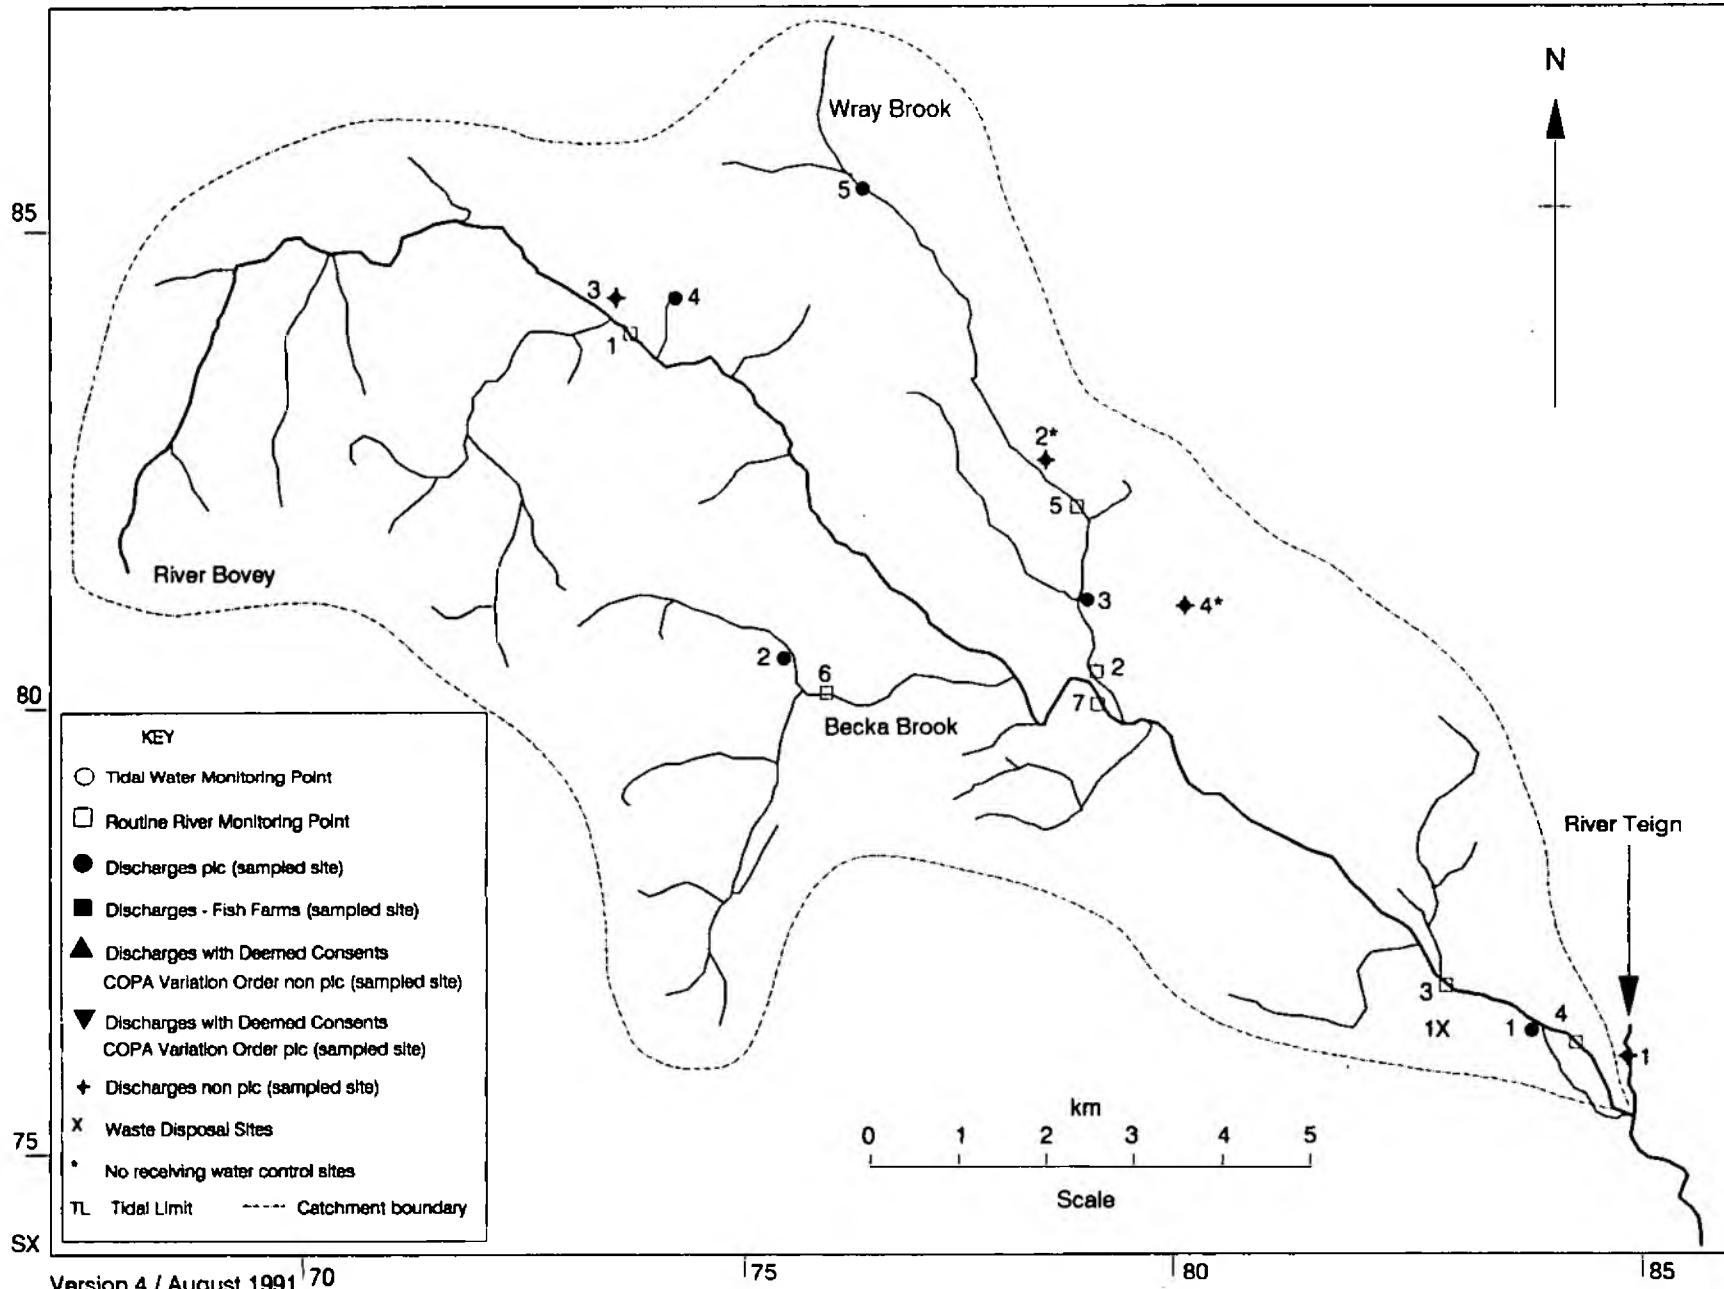 N
Wray Brook
5
85
3
4
1
2*
5
River Bovey
3
4*
2
6
2
80
7
Becka Brook
KEY
Tidal Water Monitoring Point
Routine River Monitoring Point
River Teign
Discharges plc (sampled site)
Discharges - Fish Farms (sampled site)
Discharges with Deemed Consents
COPA Variation Order non plc (sampled site)
3
4
1X
1
1
Discharges with Deemed Consents
COPA Variation Order plc (sampled site)
Discharges non plc (sampled site)
km
X Waste Disposal Sites
0 1 2 3 4 5
75
* No receiving water control sites
Scale
TL Tidal Limit
Catchment boundary
SX
Version 4 / August 1991
70 75 80 85